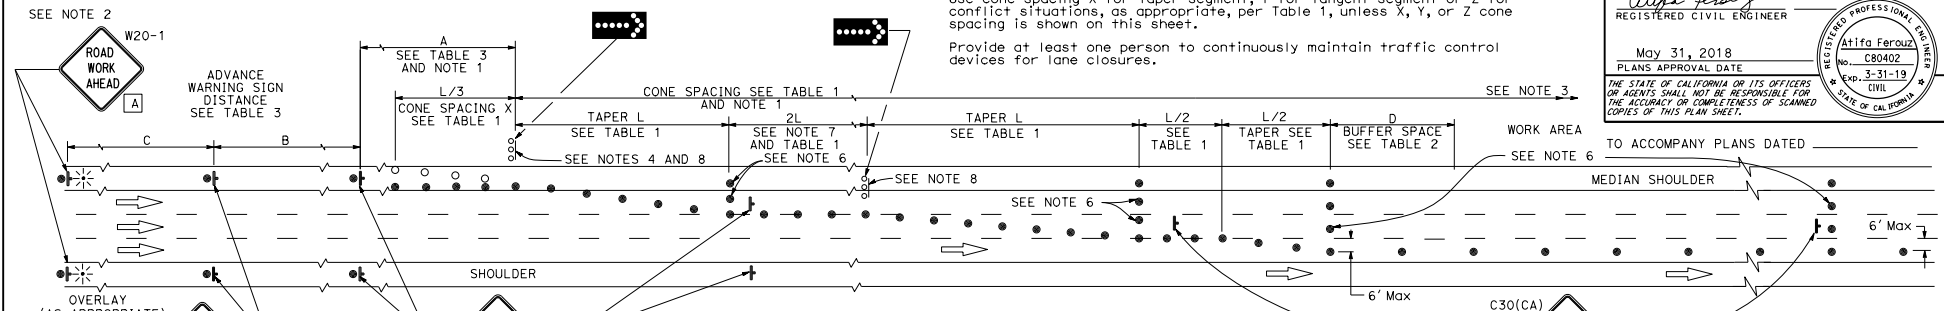 SEE NOTE 2
W20-1
ROAD
WORK
AHEAD
A
ADVANCE
WARNING SIGN
DISTANCE
SEE TABLE 3
A
SEE TABLE 3
AND NOTE 1
L/3
CONE SPACING X
SEE TABLE 1
CONE SPACING SEE TABLE 1
AND NOTE 1
SEE NOTE 3
conflict situations, as appropriate, per Table 1, unless X, Y, or Z cone
spacing is shown on this sheet.
Provide at least one person to continuously maintain traffic control
devices for lane closures.
REGISTERED CIVIL ENGINEER
May 31, 2018
PLANS APPROVAL DATE
THE STATE OF CALIFORNIA OR ITS OFFICERS
OR AGENTS SHALL NOT BE RESPONSIBLE FOR
THE ACCURACY OR COMPLETENESS OF SCANNED
COPIES OF THIS PLAN SHEET.
REGISTERED PROFESSIONAL ENGINEER
Atifa Ferouz
No. C80402
Exp. 3-31-19
CIVIL
STATE OF CALIFORNIA
TO ACCOMPANY PLANS DATED
C
B
TAPER L
SEE TABLE 1
2L
SEE NOTE 7
AND TABLE 1
SEE NOTE 6
TAPER L
SEE TABLE 1
L/2
SEE
TABLE 1
L/2
TAPER SEE
TABLE 1
D
BUFFER SPACE
SEE TABLE 2
WORK AREA
SEE NOTE 6
SEE NOTES 4 AND 8
SEE NOTE 8
SEE NOTE 6
MEDIAN SHOULDER
6' Max
SHOULDER
6' Max
OVERLAY
C30(CA)